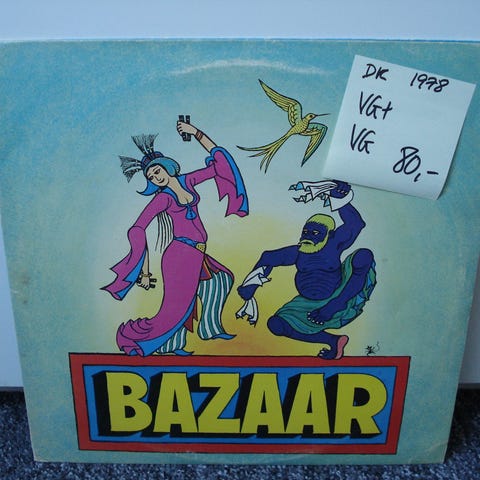 DK 1978
VG+
VG 80,-
BAZAAR